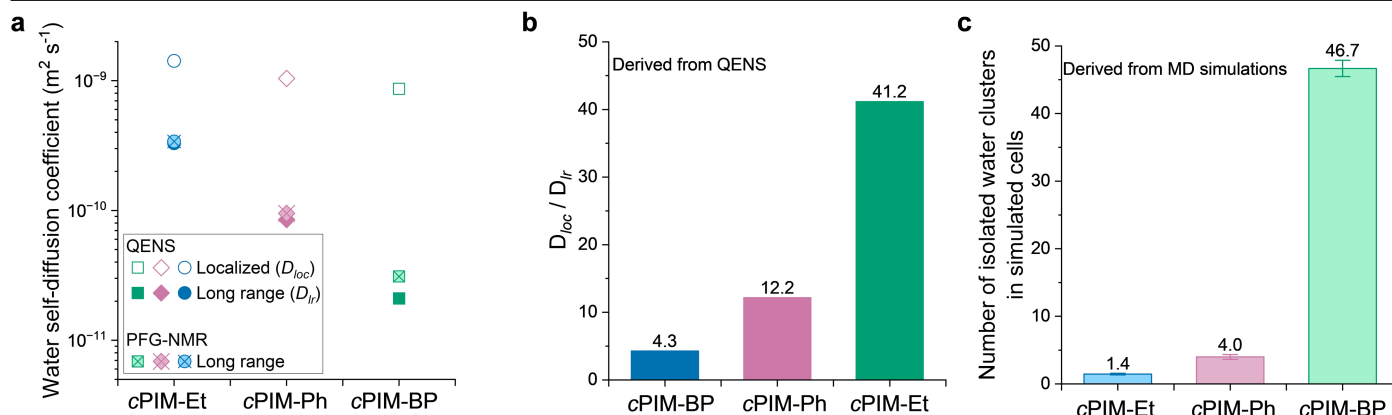 a
Water self-diffusion coefficient (m² s⁻¹)
10⁻⁹
10⁻¹⁰
10⁻¹¹
QENS
Localized (D_loc)
Long range (D_lr)
PFG-NMR
Long range
cPIM-Et
cPIM-Ph
cPIM-BP
b
D_loc / D_lr
50
40
30
20
10
0
Derived from QENS
4.3
12.2
41.2
cPIM-BP
cPIM-Ph
cPIM-Et
c
Number of isolated water clusters
in simulated cells
50
40
30
20
10
0
Derived from MD simulations
1.4
4.0
46.7
cPIM-Et
cPIM-Ph
cPIM-BP